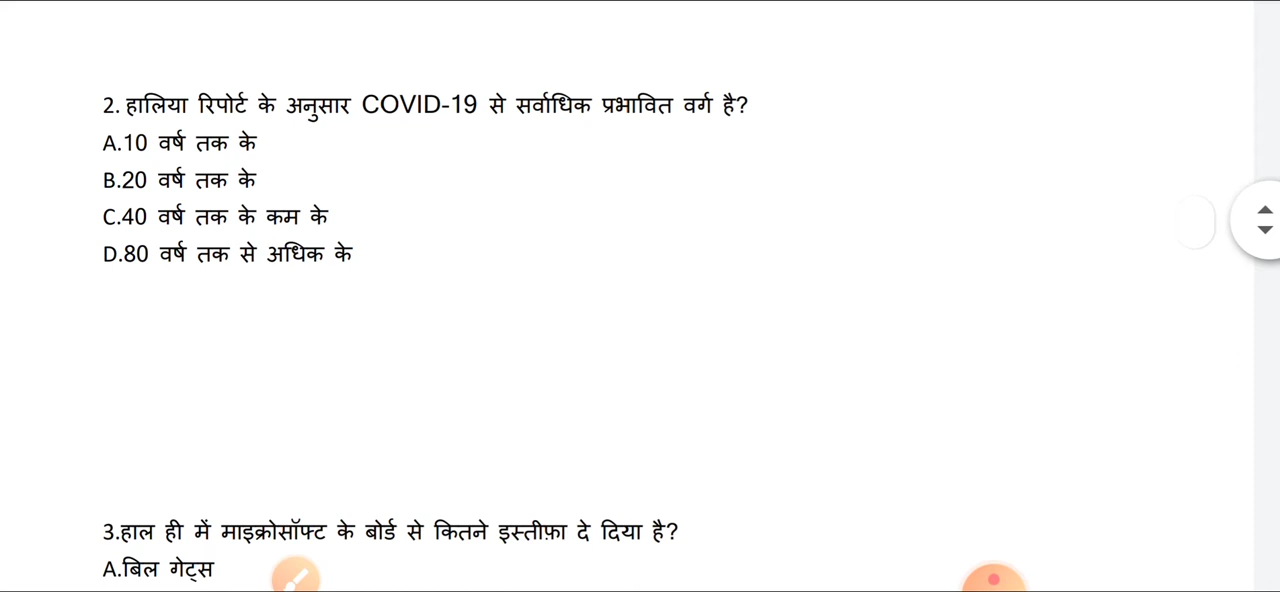 2. हालिया रिपोर्ट के अनुसार COVID-19 से सर्वाधिक प्रभावित वर्ग है?
A.10 वर्ष तक के
B.20 वर्ष तक के
C.40 वर्ष तक के कम के
D.80 वर्ष तक से अधिक के
3.हाल ही में माइक्रोसॉफ्ट के बोर्ड से कितने इस्तीफ़ा दे दिया है?
A.बिल गेट्स